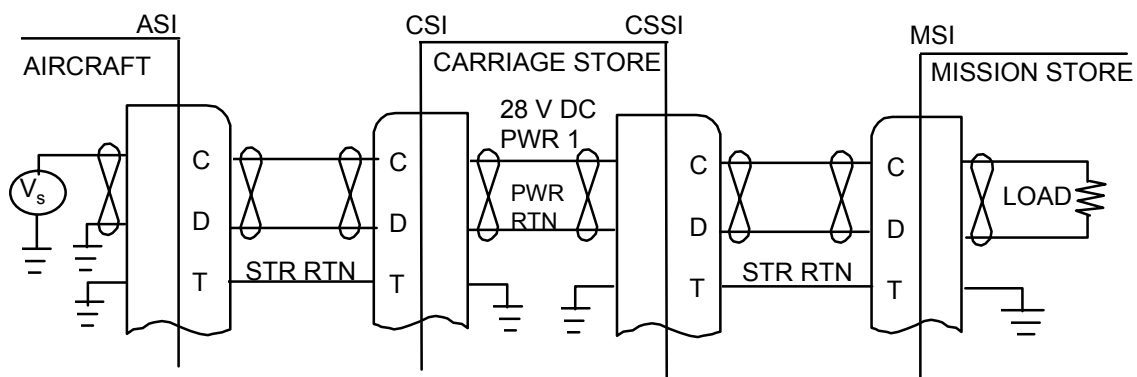 ASI
CSI
CSSI
MSI
AIRCRAFT
CARRIAGE STORE
MISSION STORE
28 V DC
PWR 1
PWR
RTN
Vs
C
D
T
STR RTN
C
D
T
C
D
T
STR RTN
C
D
T
LOAD